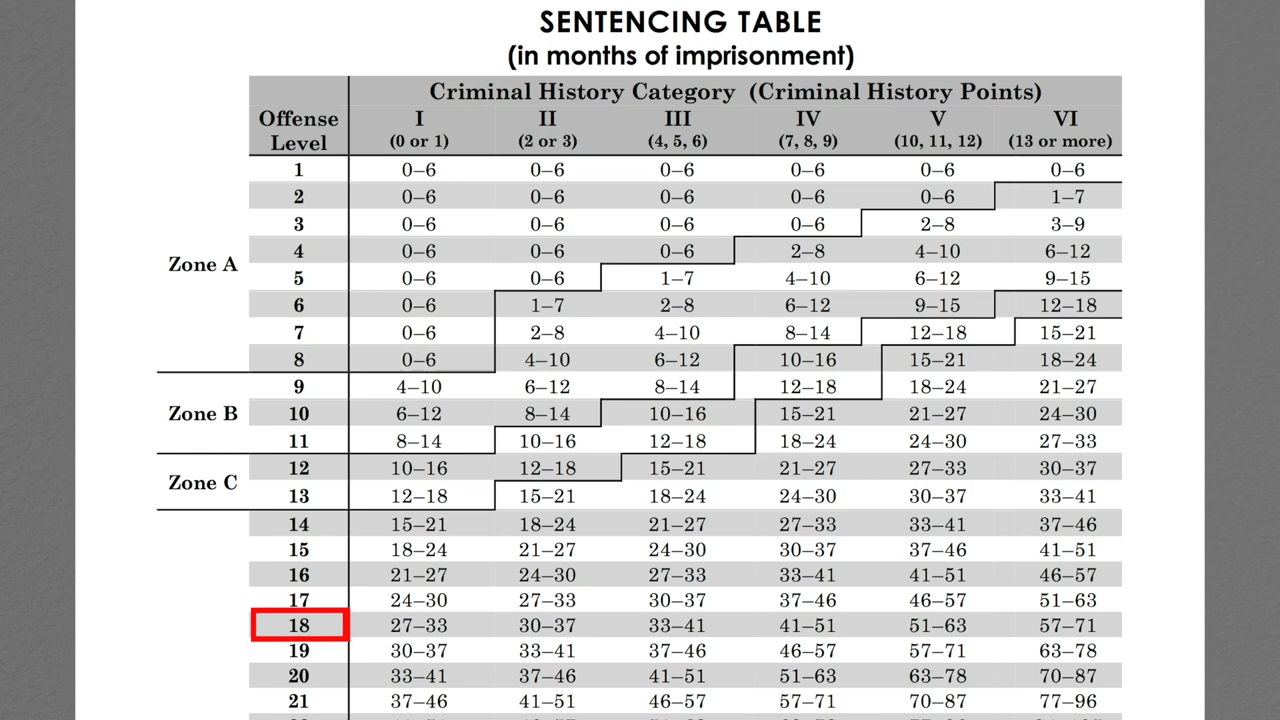 SENTENCING TABLE
(in months of imprisonment)
Criminal History Category (Criminal History Points)
Offense Level I (0 or 1) II (2 or 3) III (4, 5, 6) IV (7, 8, 9) V (10, 11, 12) VI (13 or more)
1 0–6 0–6 0–6 0–6 0–6 0–6
2 0–6 0–6 0–6 0–6 0–6 1–7
3 0–6 0–6 0–6 0–6 2–8 3–9
4 0–6 0–6 0–6 2–8 4–10 6–12
Zone A
5 0–6 0–6 1–7 4–10 6–12 9–15
6 0–6 1–7 2–8 6–12 9–15 12–18
7 0–6 2–8 4–10 8–14 12–18 15–21
8 0–6 4–10 6–12 10–16 15–21 18–24
9 4–10 6–12 8–14 12–18 18–24 21–27
Zone B 10 6–12 8–14 10–16 15–21 21–27 24–30
11 8–14 10–16 12–18 18–24 24–30 27–33
12 10–16 12–18 15–21 21–27 27–33 30–37
Zone C
13 12–18 15–21 18–24 24–30 30–37 33–41
14 15–21 18–24 21–27 27–33 33–41 37–46
15 18–24 21–27 24–30 30–37 37–46 41–51
16 21–27 24–30 27–33 33–41 41–51 46–57
17 24–30 27–33 30–37 37–46 46–57 51–63
18 27–33 30–37 33–41 41–51 51–63 57–71
19 30–37 33–41 37–46 46–57 57–71 63–78
20 33–41 37–46 41–51 51–63 63–78 70–87
21 37–46 41–51 46–57 57–71 70–87 77–96